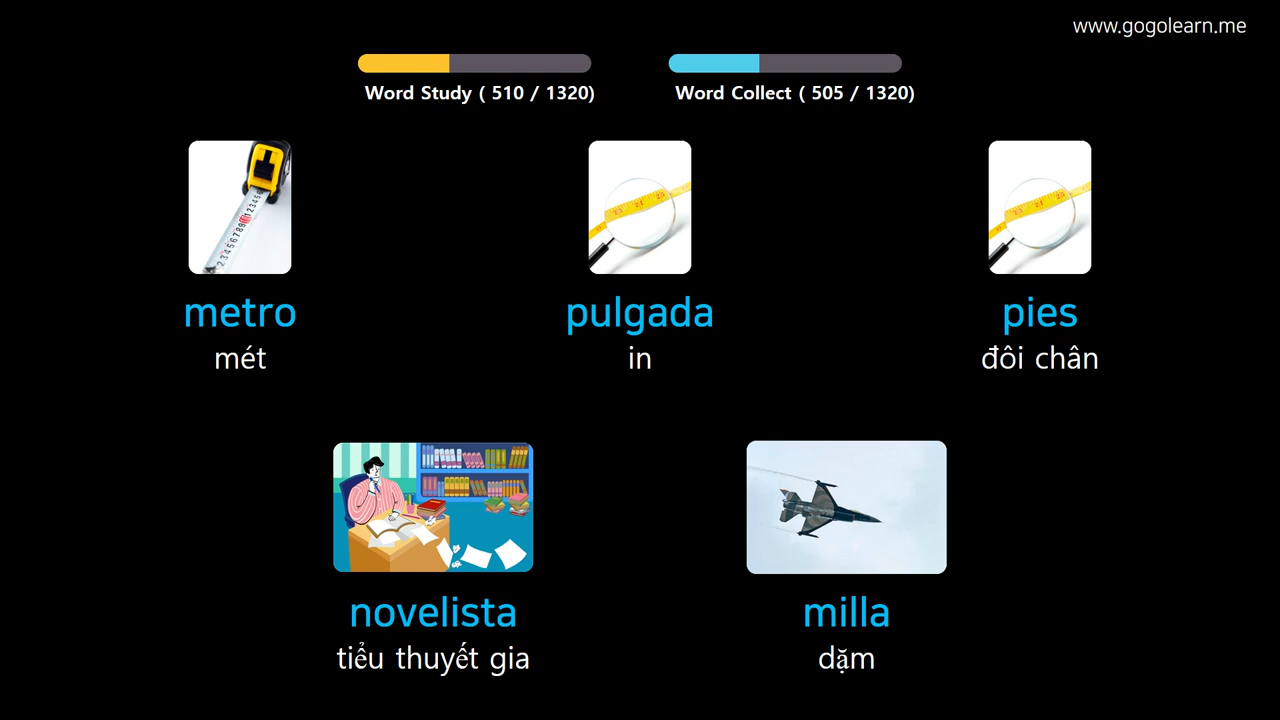 www.gogolearn.me
Word Study ( 510 / 1320)
Word Collect ( 505 / 1320)
metro
mét
pulgada
in
pies
đôi chân
novelista
tiểu thuyết gia
milla
dặm